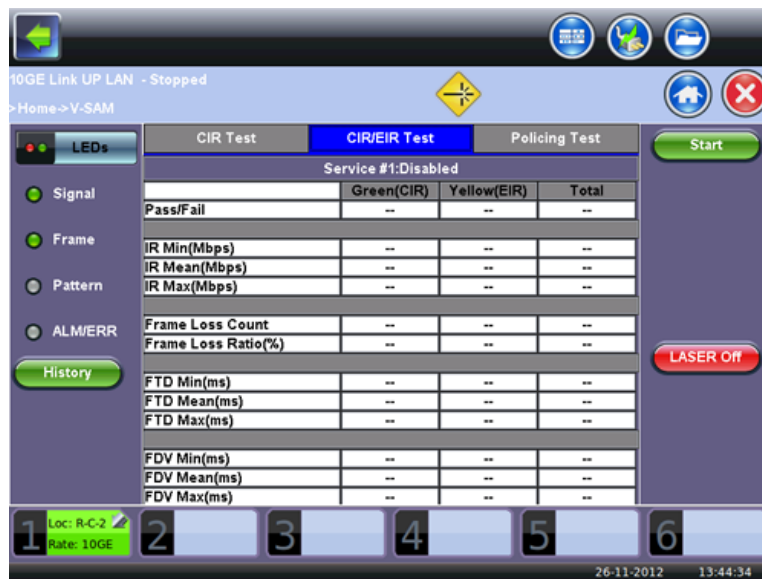 10GE Link UP LAN - Stopped
>Home->V-SAM
LEDs
Signal
Frame
Pattern
ALM/ERR
History
CIR Test CIR/EIR Test Policing Test
Service #1:Disabled
Green(CIR) Yellow(EIR) Total
Pass/Fail -- -- --
IR Min(Mbps) -- -- --
IR Mean(Mbps) -- -- --
IR Max(Mbps) -- -- --
Frame Loss Count -- -- --
Frame Loss Ratio(%) -- -- --
FTD Min(ms) -- -- --
FTD Mean(ms) -- -- --
FTD Max(ms) -- -- --
FDV Min(ms) -- -- --
FDV Mean(ms) -- -- --
FDV Max(ms) -- -- --
Start
LASER Off
1 Loc: R-C-2
Rate: 10GE
2 3 4 5 6
26-11-2012 13:44:34